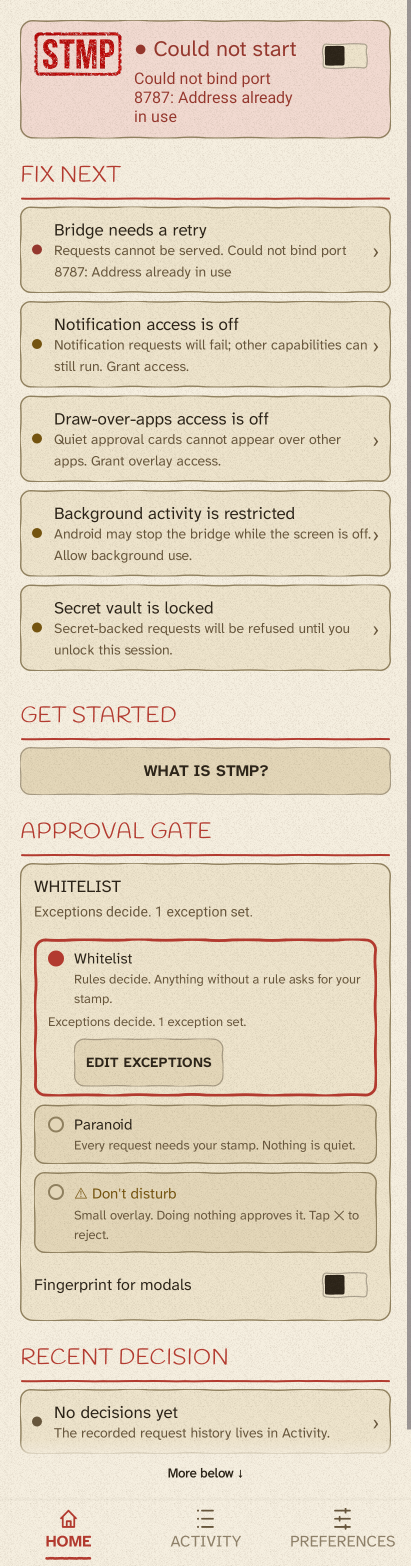 STMP
● Could not start
Could not bind port
8787: Address already
in use
FIX NEXT
Bridge needs a retry
Requests cannot be served. Could not bind port
8787: Address already in use
Notification access is off
Notification requests will fail; other capabilities can
still run. Grant access.
Draw-over-apps access is off
Quiet approval cards cannot appear over other
apps. Grant overlay access.
Background activity is restricted
Android may stop the bridge while the screen is off.
Allow background use.
Secret vault is locked
Secret-backed requests will be refused until you
unlock this session.
GET STARTED
WHAT IS STMP?
APPROVAL GATE
WHITELIST
Exceptions decide. 1 exception set.
Whitelist
Rules decide. Anything without a rule asks for your
stamp.
Exceptions decide. 1 exception set.
EDIT EXCEPTIONS
Paranoid
Every request needs your stamp. Nothing is quiet.
⚠ Don't disturb
Small overlay. Doing nothing approves it. Tap ✕ to
reject.
Fingerprint for modals
RECENT DECISION
No decisions yet
The recorded request history lives in Activity.
More below ↓
HOME
ACTIVITY
PREFERENCES